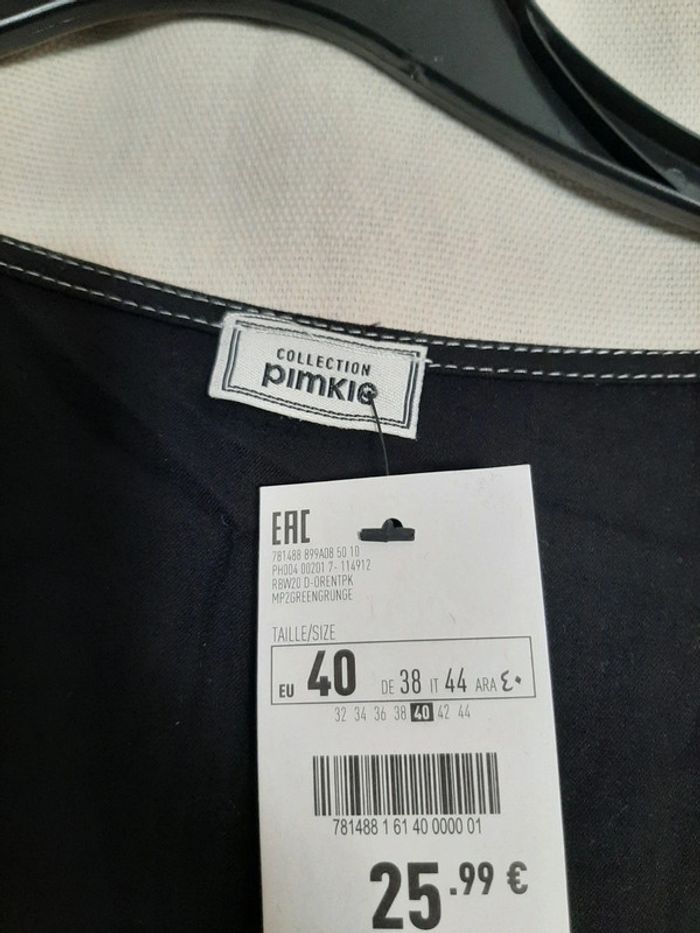 COLLECTION
pimkie
EAC
781488 899A08 50 10
PH004 00201 7- 114912
RBW20 D-ORENTPK
MP2GREENGRUNGE
TAILLE/SIZE
EU 40 DE 38 IT 44 ARA ٤٠
32 34 36 38 40 42 44
781488 1 61 40 0000 01
25.99 €